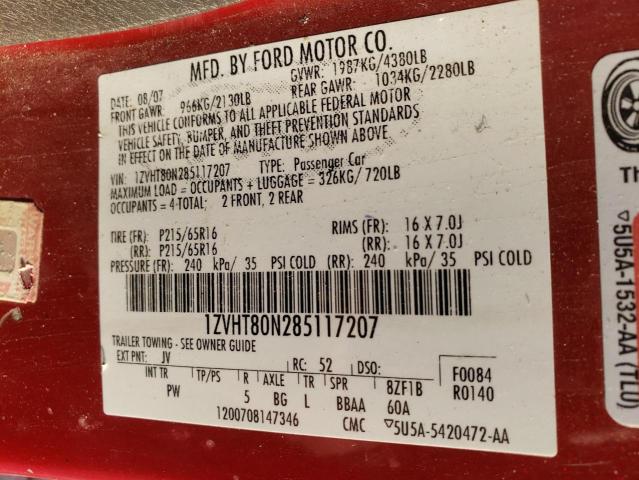 MFD. BY FORD MOTOR CO.
DATE: 08/07 GVWR: 1987KG/4380LB
FRONT GAWR: 966KG/2130LB REAR GAWR: 1034KG/2280LB
THIS VEHICLE CONFORMS TO ALL APPLICABLE FEDERAL MOTOR
VEHICLE SAFETY, BUMPER, AND THEFT PREVENTION STANDARDS
IN EFFECT ON THE DATE OF MANUFACTURE SHOWN ABOVE.
VIN: 1ZVHT80N285117207 TYPE: Passenger Car
MAXIMUM LOAD = OCCUPANTS + LUGGAGE = 326KG/720LB
OCCUPANTS = 4-TOTAL: 2 FRONT, 2 REAR
TIRE (FR): P215/65R16 RIMS (FR): 16 X 7.0J
(RR): P215/65R16 (RR): 16 X 7.0J
PRESSURE (FR): 240 kPa/ 35 PSI COLD (RR): 240 kPa/ 35 PSI COLD
1ZVHT80N285117207
TRAILER TOWING - SEE OWNER GUIDE
EXT PNT: JV RC: 52 DSO: F0084
INT TR TP/PS R AXLE TR SPR 8ZF1B R0140
PW 5 BG L BBAA 60A
1200708147346 CMC ▽5U5A-5420472-AA
Th
▽5U5A-1532-AA (TL0)